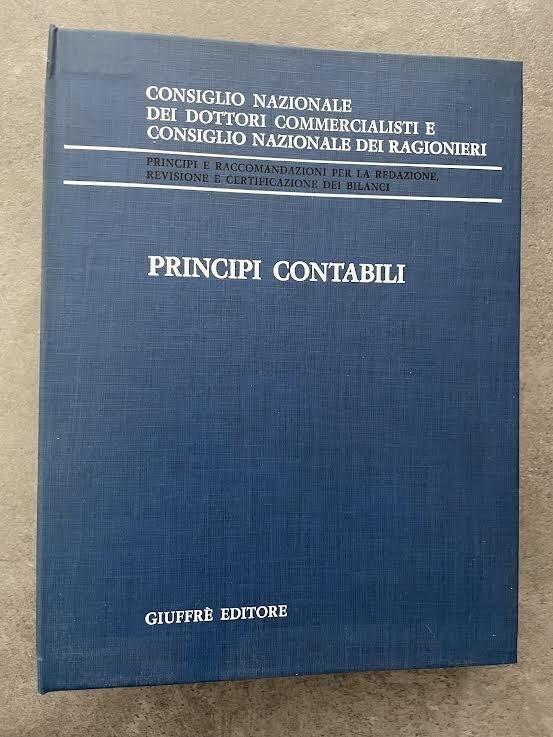 CONSIGLIO NAZIONALE
DEI DOTTORI COMMERCIALISTI E
CONSIGLIO NAZIONALE DEI RAGIONIERI
PRINCIPI E RACCOMANDAZIONI PER LA REDAZIONE,
REVISIONE E CERTIFICAZIONE DEI BILANCI
PRINCIPI CONTABILI
GIUFFRÈ EDITORE